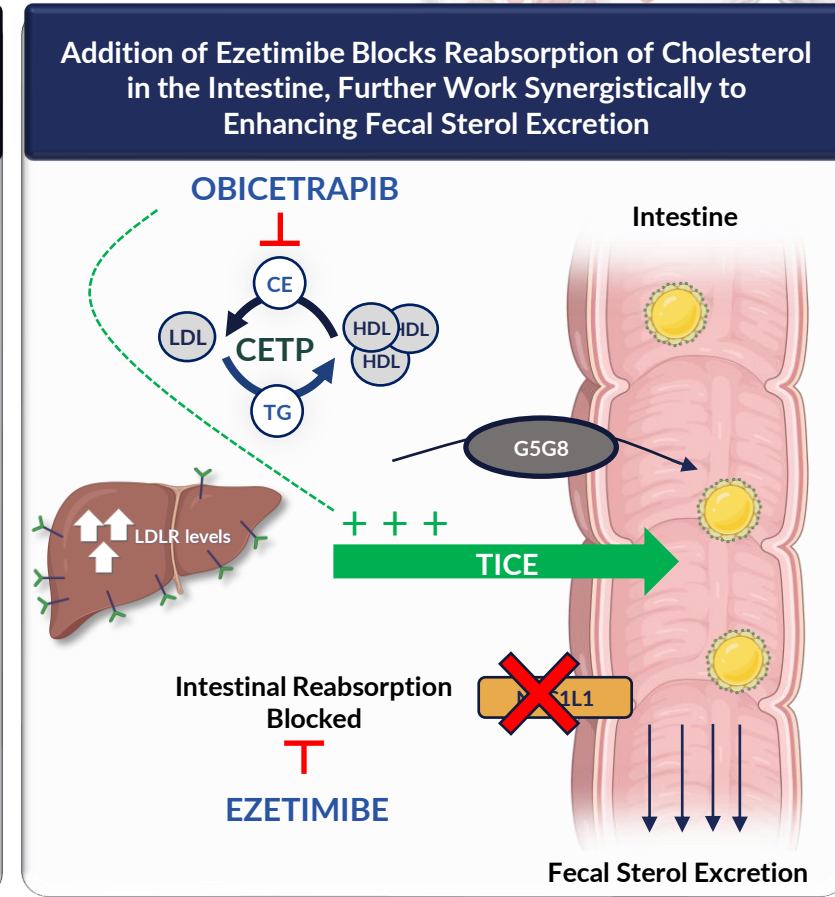 Addition of Ezetimibe Blocks Reabsorption of Cholesterol
in the Intestine, Further Work Synergistically to
Enhancing Fecal Sterol Excretion
OBICETRAPIB
Intestine
CE
LDL
CETP
HDL
HDL
HDL
TG
G5G8
LDLR levels
+ + +
TICE
Intestinal Reabsorption
Blocked
1L1
EZETIMIBE
Fecal Sterol Excretion